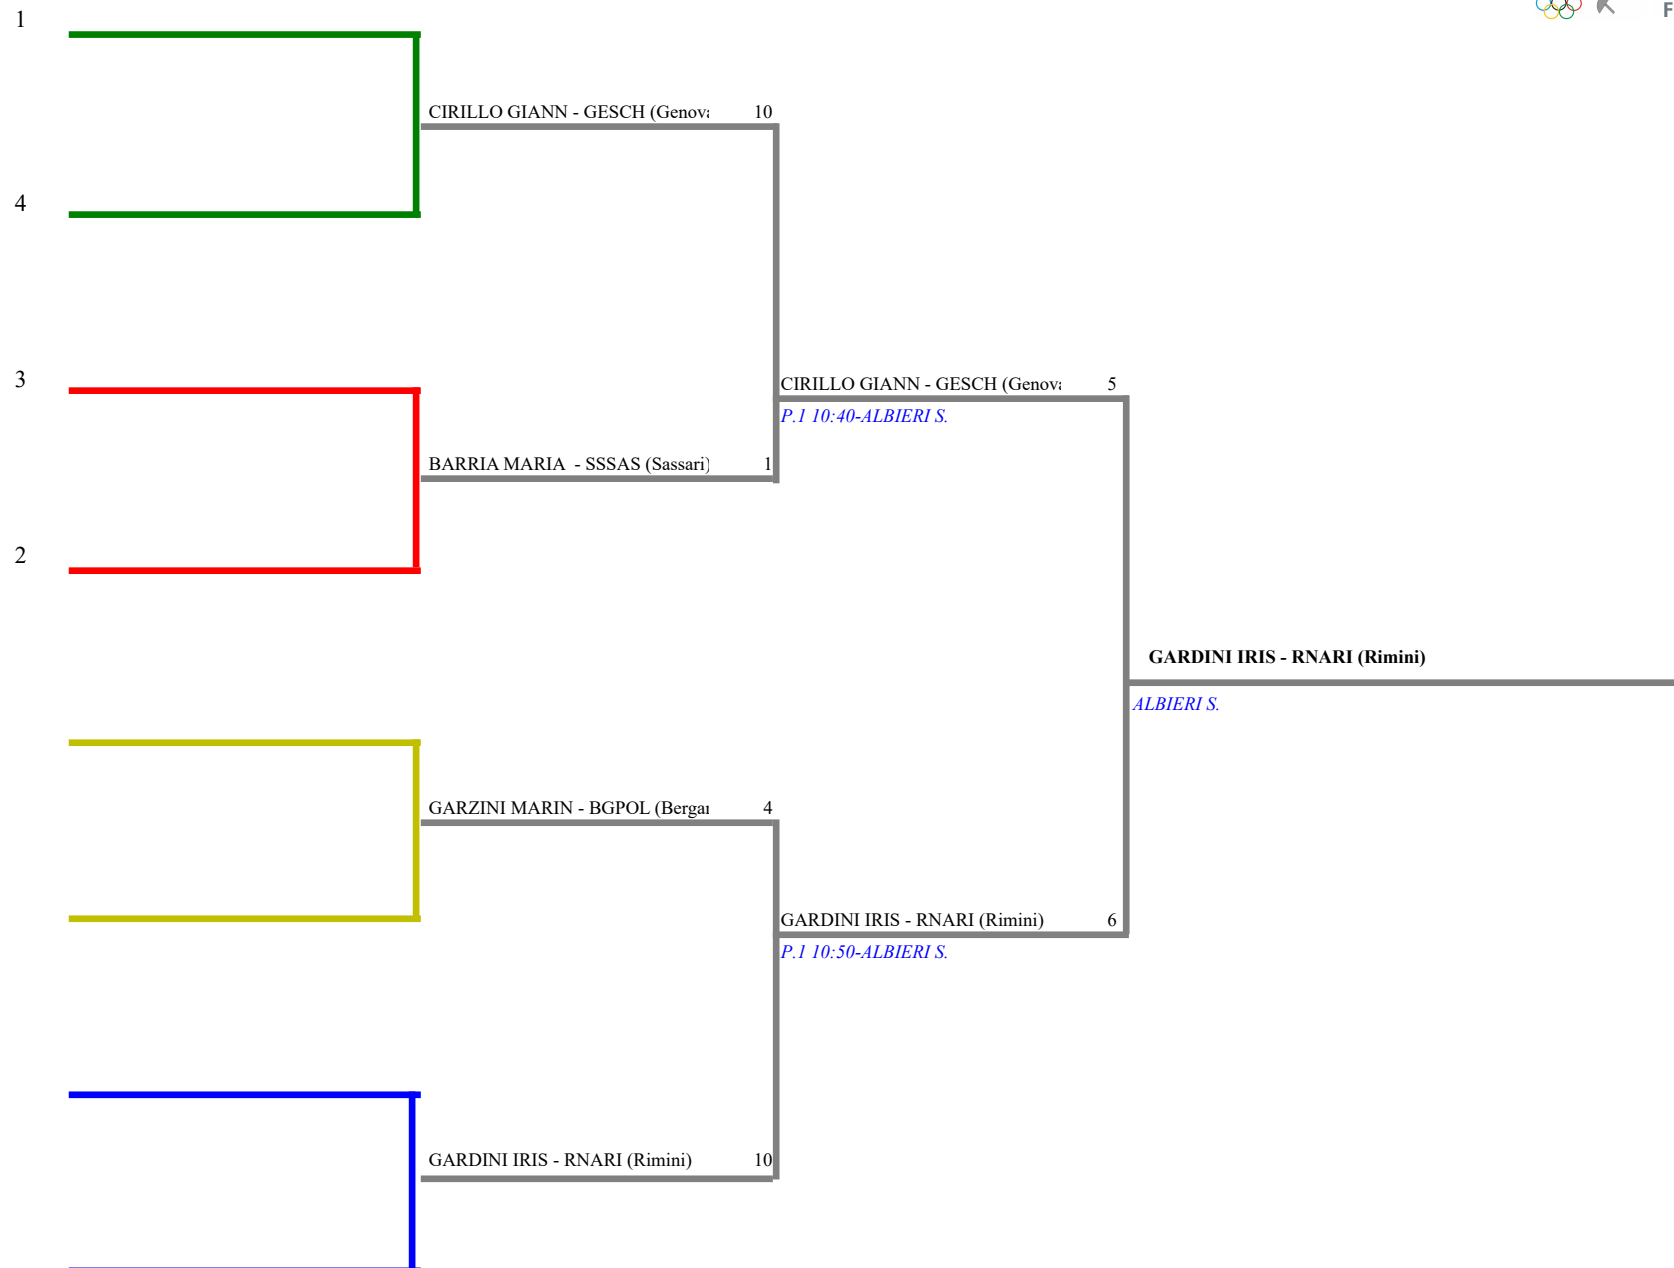 F
1
CIRILLO GIANN - GESCH (Genov 10
4
3
CIRILLO GIANN - GESCH (Genov 5
P.1 10:40-ALBIERI S.
BARRIA MARIA - SSSAS (Sassari) 1
2
GARDINI IRIS - RNARI (Rimini)
ALBIERI S.
GARZINI MARIN - BGPOL (Berga 4
GARDINI IRIS - RNARI (Rimini) 6
P.1 10:50-ALBIERI S.
GARDINI IRIS - RNARI (Rimini) 10